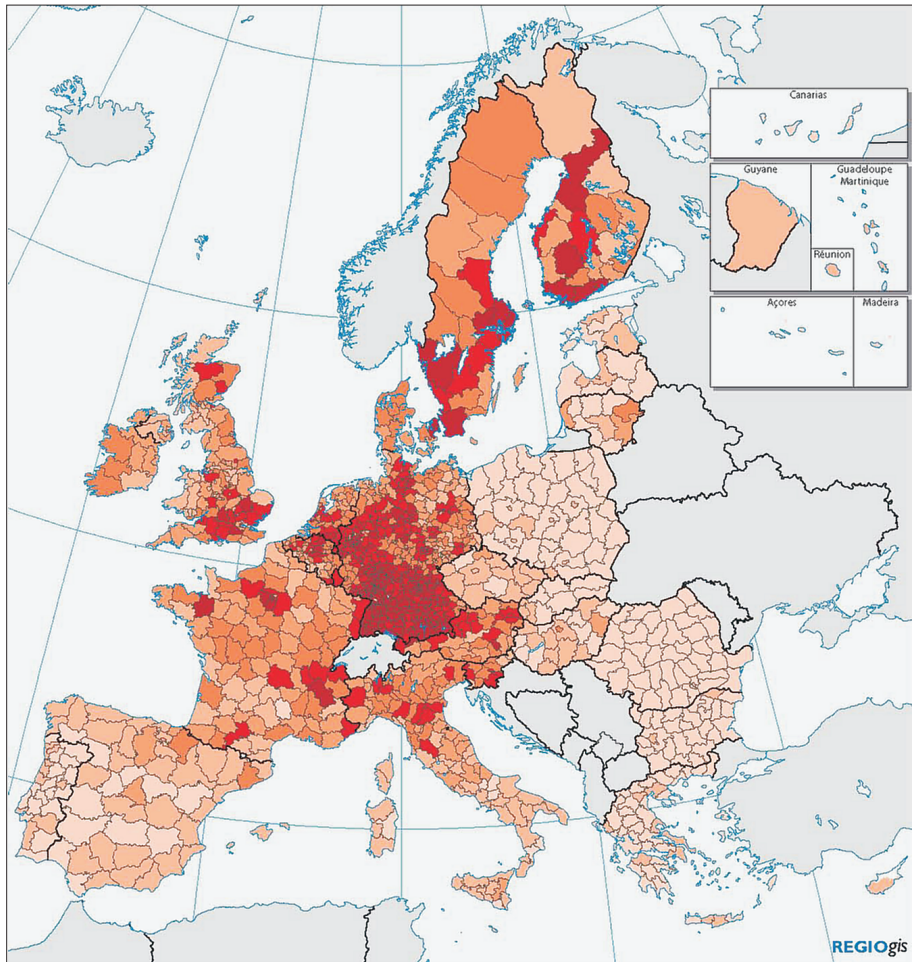 Canarias
Guyane
Guadeloupe
Martinique
Réunion
Açores
Madeira
REGIOgis